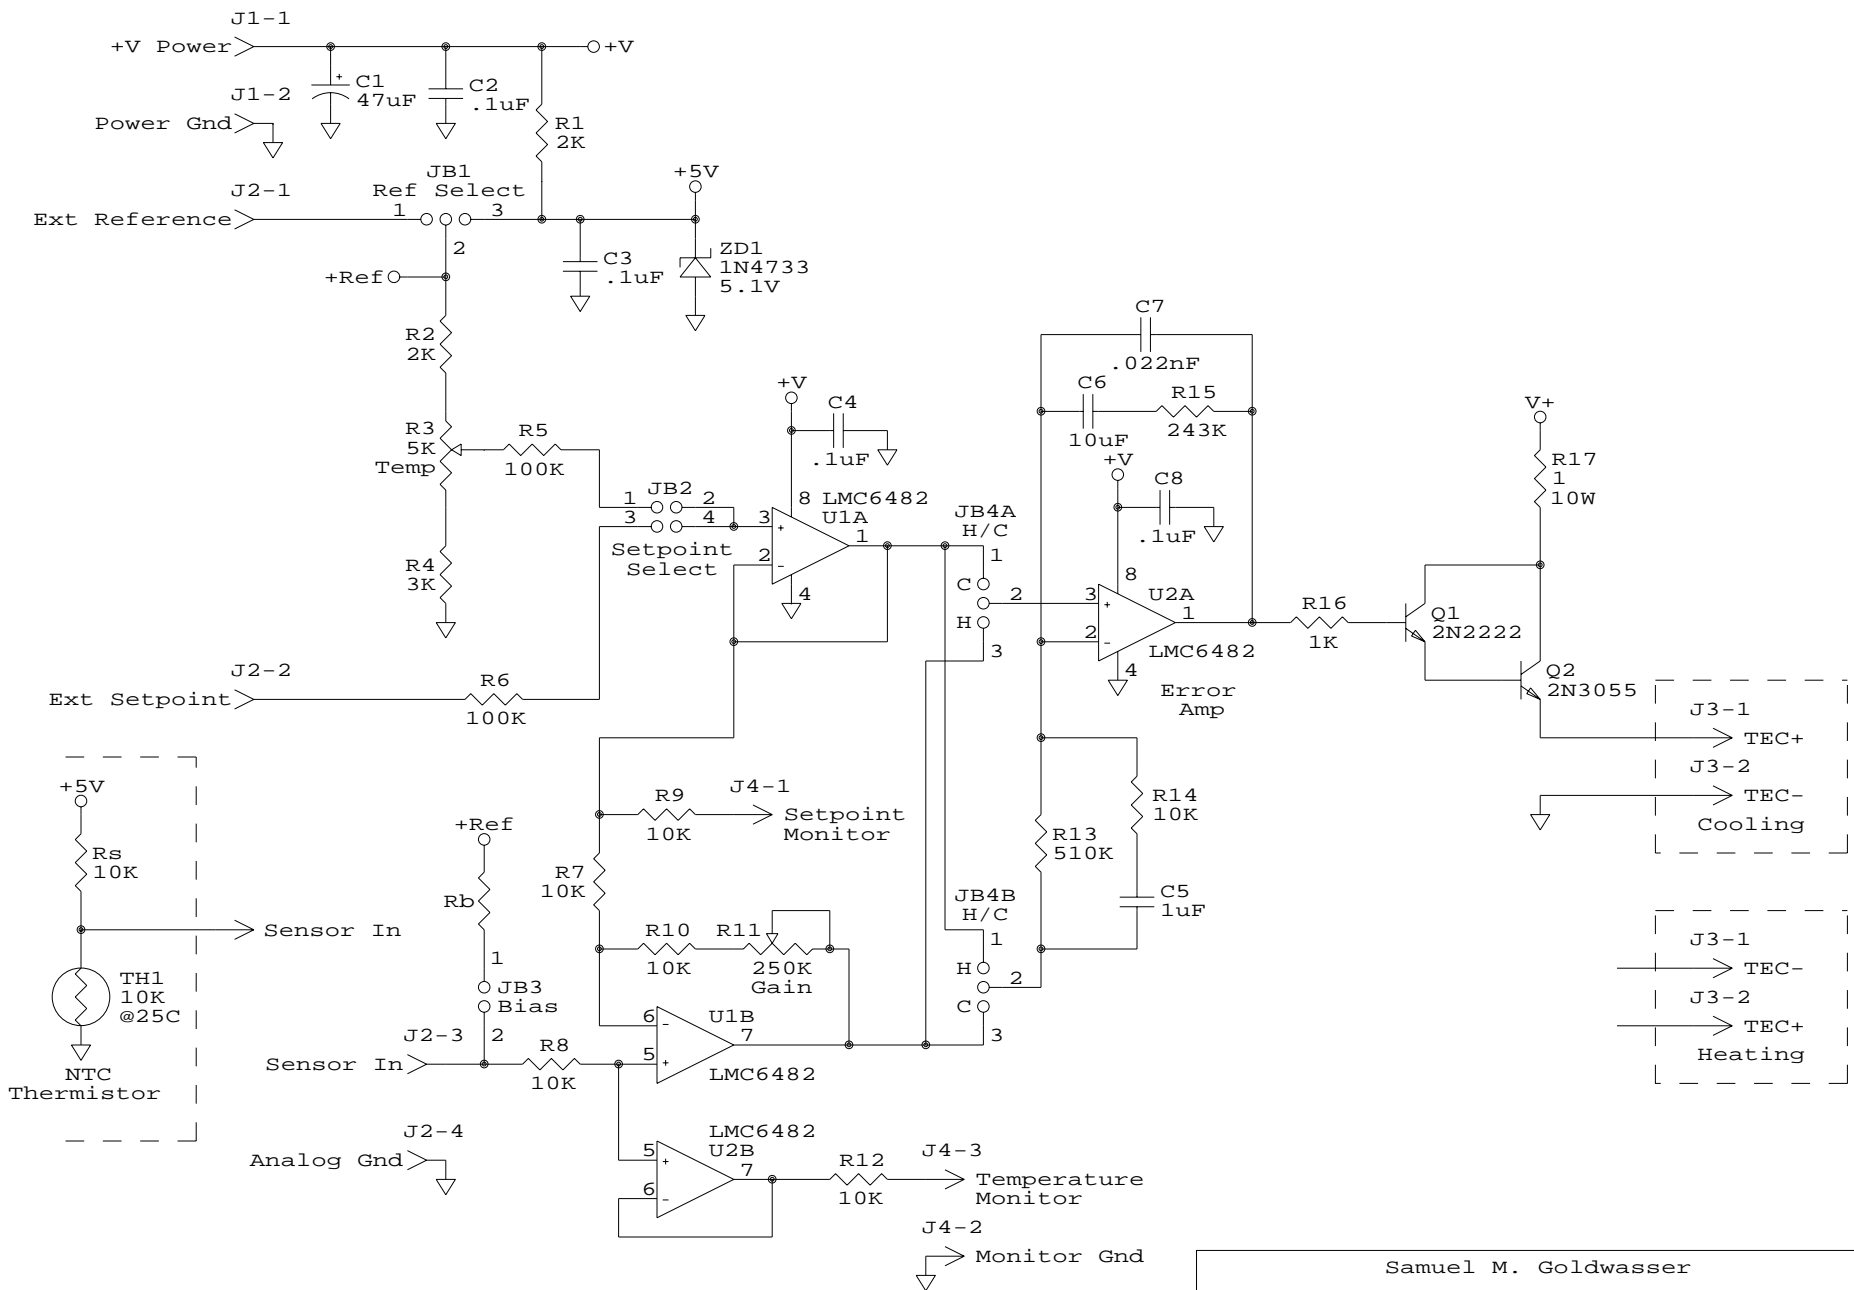 J1-1
+V Power
+V
+
C1
47uF
C2
.1uF
J1-2
Power Gnd
R1
2K
JB1
Ref Select
+5V
J2-1
Ext Reference
1
3
2
+Ref
C3
.1uF
ZD1
1N4733
5.1V
R2
2K
R3
5K
Temp
R5
100K
R4
3K
+V
C4
.1uF
JB2
1
2
3
4
Setpoint
Select
8
LMC6482
U1A
3
+
2
-
1
4
J2-2
Ext Setpoint
R6
100K
JB4A
H/C
1
C
2
H
3
C7
.022nF
C6
10uF
R15
243K
+V
C8
.1uF
8
U2A
3
+
2
-
1
LMC6482
4
Error
Amp
R16
1K
V+
R17
1
10W
Q1
2N2222
Q2
2N3055
J3-1
TEC+
J3-2
TEC-
Cooling
+5V
Rs
10K
Sensor In
TH1
10K
@25C
NTC
Thermistor
R9
10K
J4-1
Setpoint
Monitor
+Ref
Rb
R7
10K
R10
10K
R11
250K
Gain
1
JB3
Bias
2
J2-3
Sensor In
R8
10K
6
-
5
+
U1B
7
LMC6482
JB4B
H/C
1
H
2
C
3
R13
510K
R14
10K
C5
1uF
J3-1
TEC-
J3-2
TEC+
Heating
J2-4
Analog Gnd
LMC6482
U2B
5
+
6
-
7
R12
10K
J4-3
Temperature
Monitor
J4-2
Monitor Gnd
Samuel M. Goldwasser